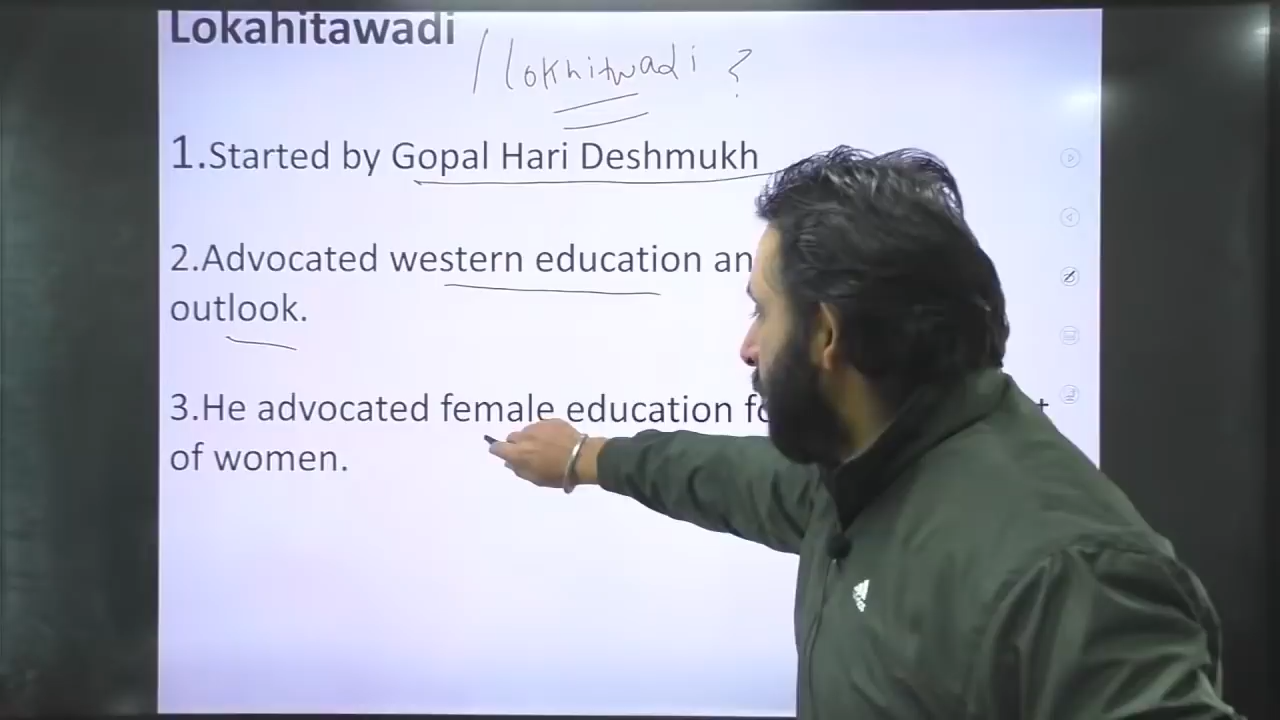 Lokahitawadi
/ lokhitwadi ?
1.Started by Gopal Hari Deshmukh
2.Advocated western education an
outlook.
3.He advocated female education fo
of women.